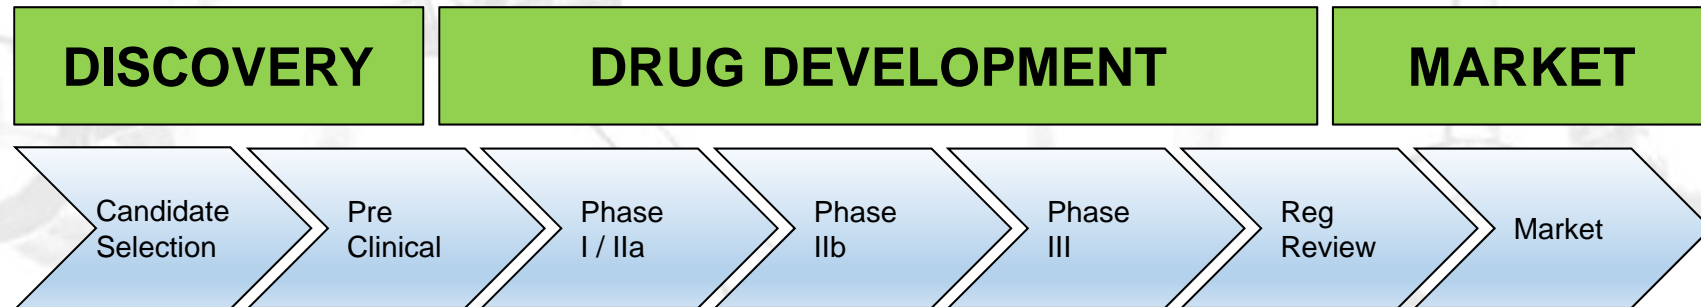 DISCOVERY
DRUG DEVELOPMENT
MARKET
Candidate
Selection
Pre
Clinical
Phase
I / IIa
Phase
IIb
Phase
III
Reg
Review
Market